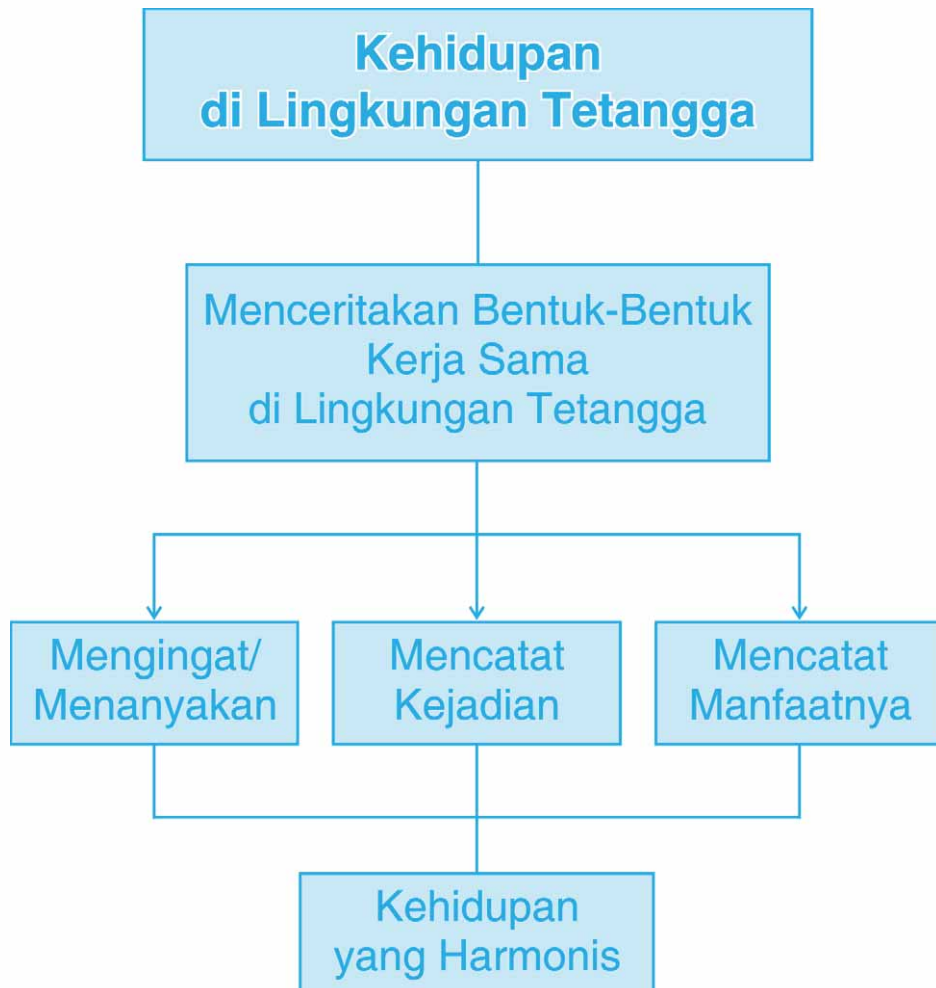 Kehidupan
di Lingkungan Tetangga
Menceritakan Bentuk-Bentuk
Kerja Sama
di Lingkungan Tetangga
Mengingat/
Menanyakan
Mencatat
Kejadian
Mencatat
Manfaatnya
Kehidupan
yang Harmonis